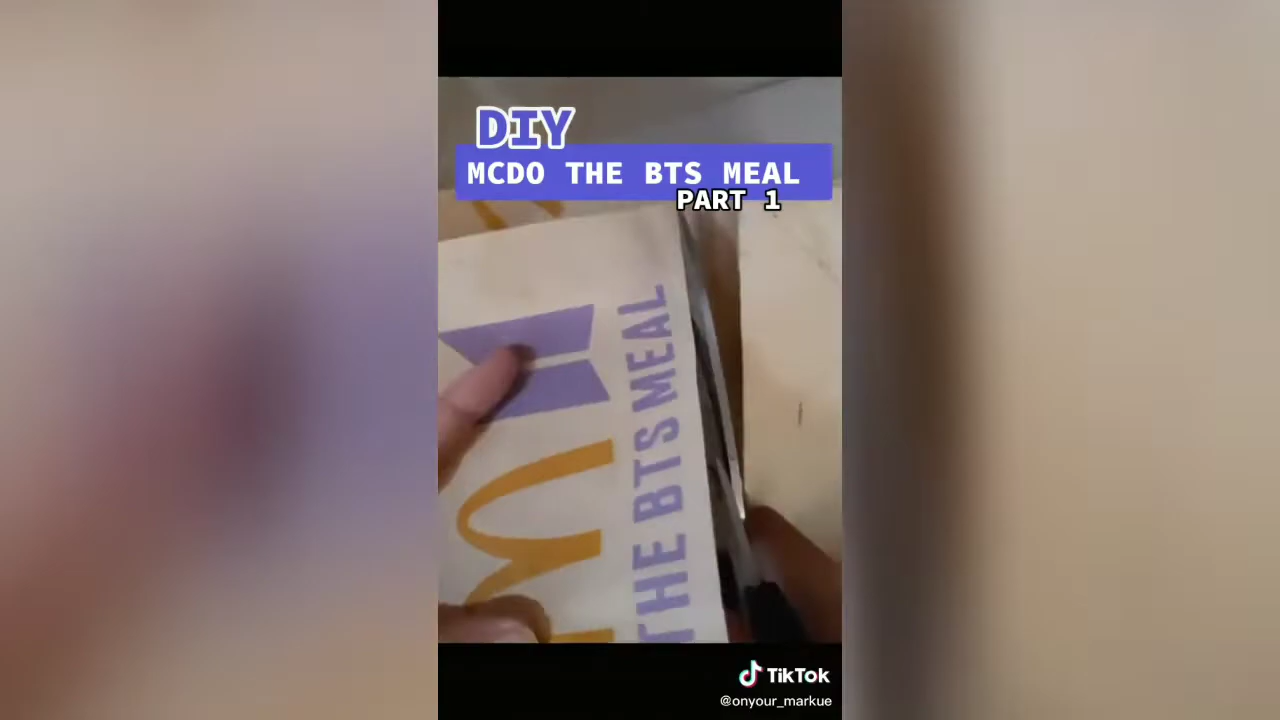 DIY
MCDO THE BTS MEAL
PART 1
THE BTS MEAL
TikTok
@onyour_markue